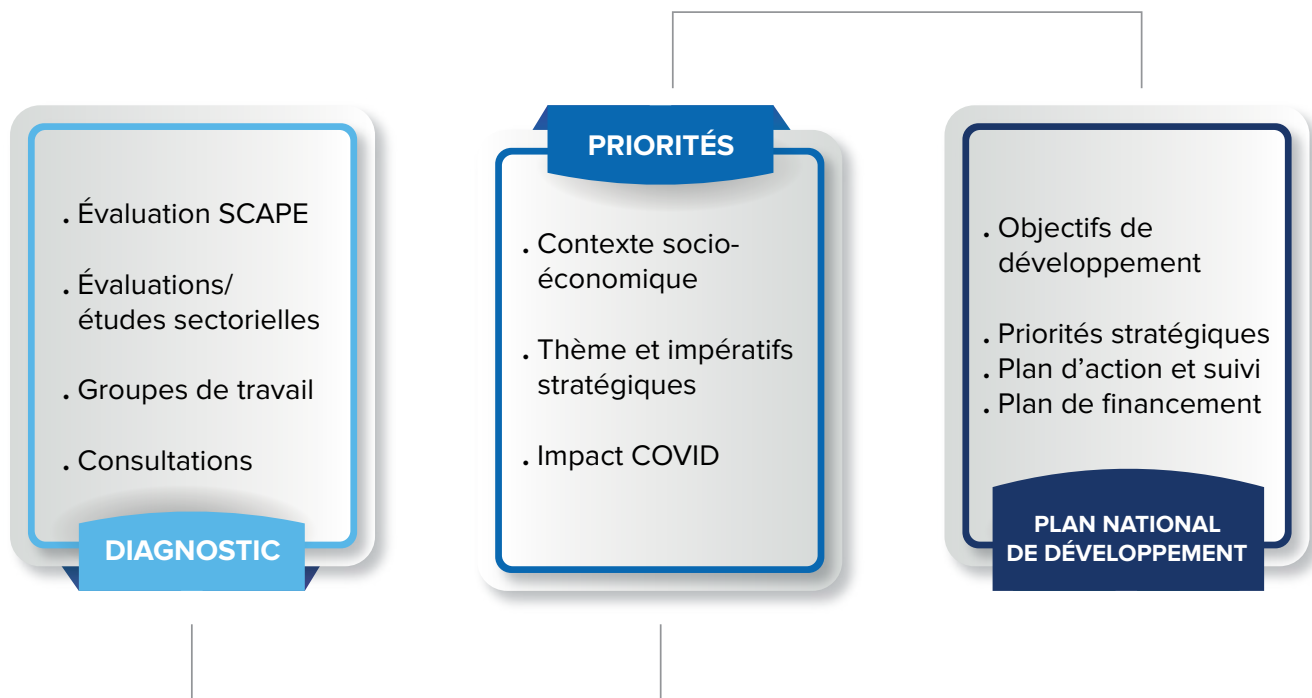 . Évaluation SCAPE
. Évaluations/
études sectorielles
. Groupes de travail
. Consultations
DIAGNOSTIC
PRIORITÉS
. Contexte socio-
économique
. Thème et impératifs
stratégiques
. Impact COVID
. Objectifs de
développement
. Priorités stratégiques
. Plan d’action et suivi
. Plan de financement
PLAN NATIONAL
DE DÉVELOPPEMENT